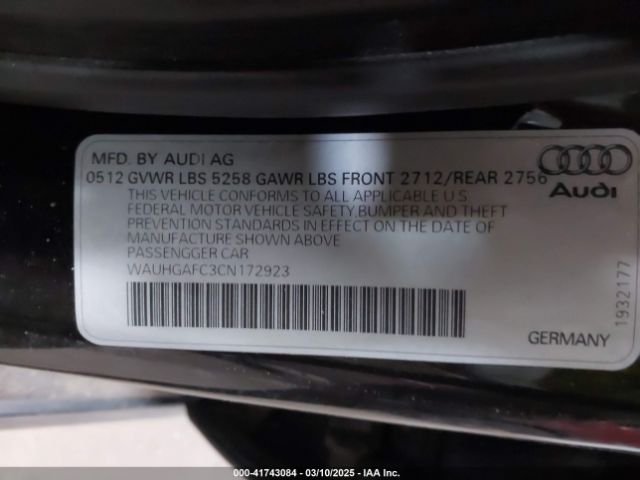 MFD. BY AUDI AG
0512 GVWR LBS 5258 GAWR LBS FRONT 2712/REAR 2756
THIS VEHICLE CONFORMS TO ALL APPLICABLE U.S
FEDERAL MOTOR VEHICLE SAFETY,BUMPER AND THEFT
PREVENTION STANDARDS IN EFFECT ON THE DATE OF
MANUFACTURE SHOWN ABOVE
PASSENGGER CAR
WAUHGAFC3CN172923
Audi
1932177
GERMANY
000-41743084 - 03/10/2025 - IAA Inc.